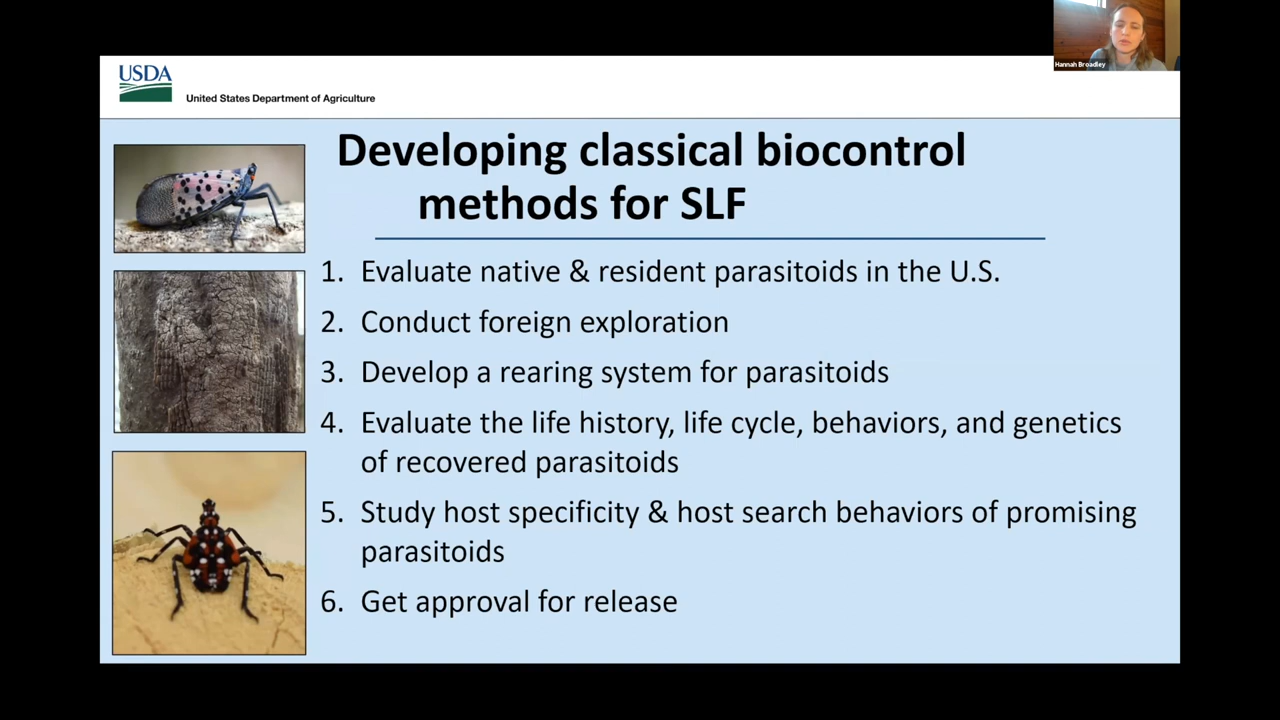 Hannah Broadley
USDA
United States Department of Agriculture
Developing classical biocontrol
methods for SLF
1. Evaluate native & resident parasitoids in the U.S.
2. Conduct foreign exploration
3. Develop a rearing system for parasitoids
4. Evaluate the life history, life cycle, behaviors, and genetics
of recovered parasitoids
5. Study host specificity & host search behaviors of promising
parasitoids
6. Get approval for release